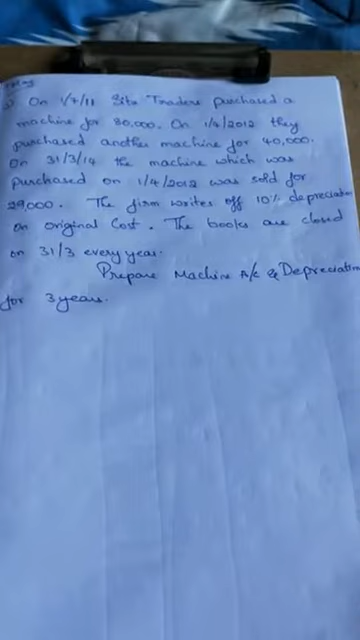 On 1/4/11 Sita Traders purchased a
machine for 80,000. On 1/4/2012 they
purchased another machine for 40,000.
On 31/3/14 the machine which was
purchased on 1/4/2012 was sold for
29,000. The firm writes off 10% depreciation
on original Cost. The books are closed
on 31/3 every year.
Prepare Machine A/c & Depreciation
for 3 years.